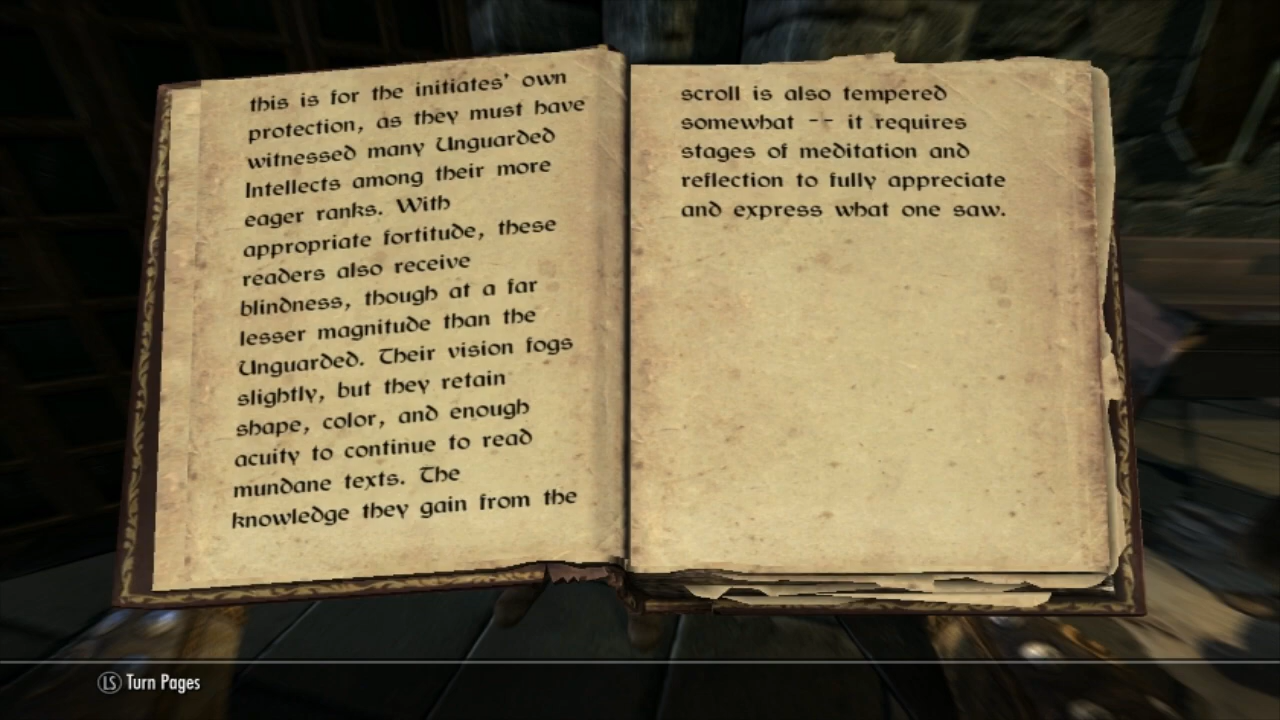 this is for the initiates' own
protection, as they must have
witnessed many Unguarded
Intellects among their more
eager ranks. With
appropriate fortitude, these
readers also receive
blindness, though at a far
lesser magnitude than the
Unguarded. Their vision fogs
slightly, but they retain
shape, color, and enough
acuity to continue to read
mundane texts. The
knowledge they gain from the
scroll is also tempered
somewhat -- it requires
stages of meditation and
reflection to fully appreciate
and express what one saw.
LS Turn Pages